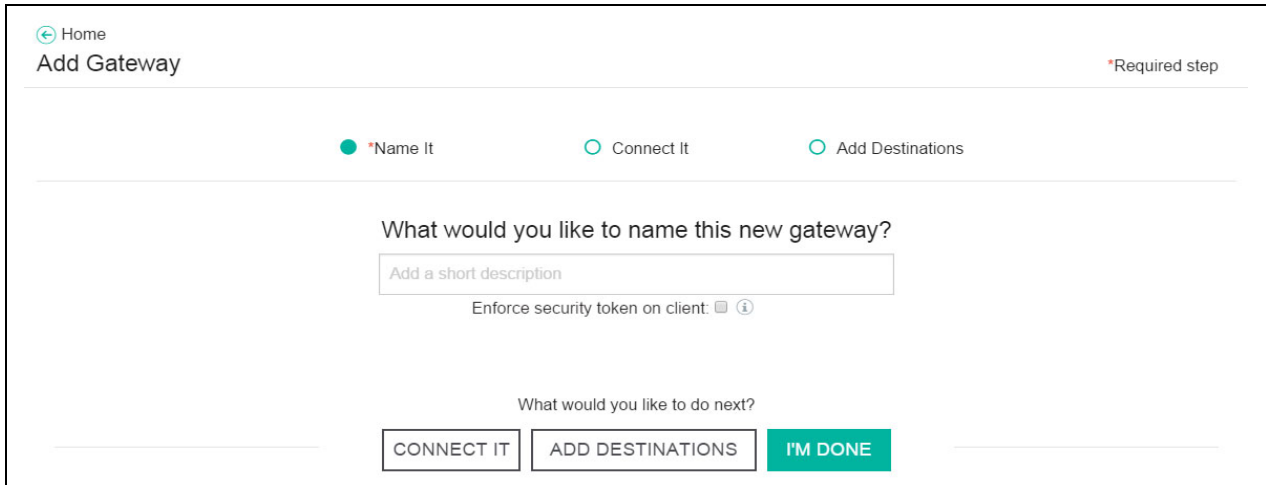 Home
Add Gateway
*Required step
*Name It
Connect It
Add Destinations
What would you like to name this new gateway?
Add a short description
Enforce security token on client:
What would you like to do next?
CONNECT IT
ADD DESTINATIONS
I'M DONE